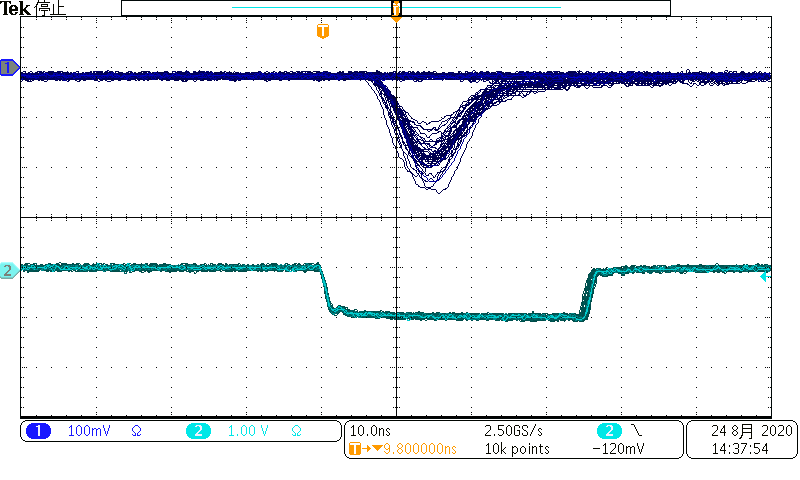 Tek 停止
T
T
1
2
1 100mV Ω 2 1.00 V Ω
10.0ns 2.50GS/s 2
T→▼9.800000ns 10k points −120mV
24 8月 2020
14:37:54